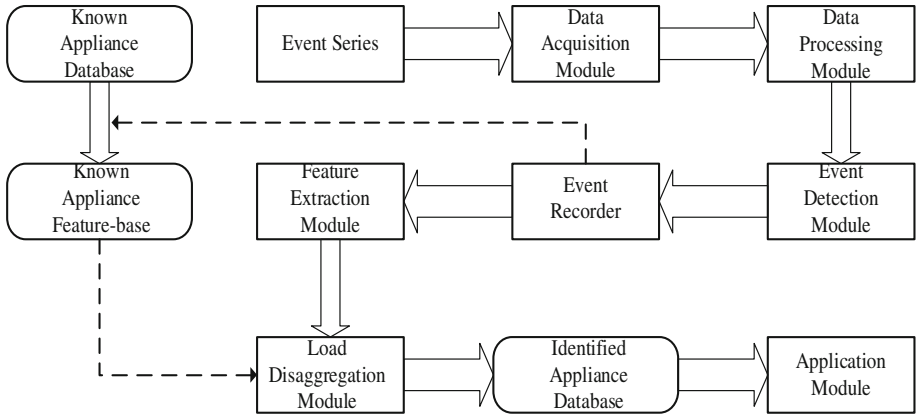 Known
Appliance
Database
Event Series
Data
Acquisition
Module
Data
Processing
Module
Known
Appliance
Feature-base
Feature
Extraction
Module
Event
Recorder
Event
Detection
Module
Load
Disaggregation
Module
Identified
Appliance
Database
Application
Module